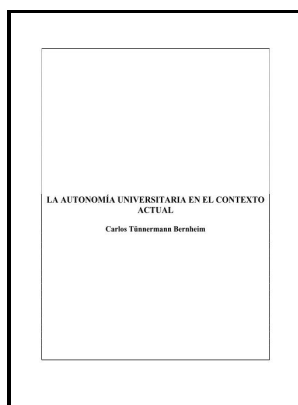 LA AUTONOMÍA UNIVERSITARIA EN EL CONTEXTO
ACTUAL
Carlos Tünnermann Bernheim